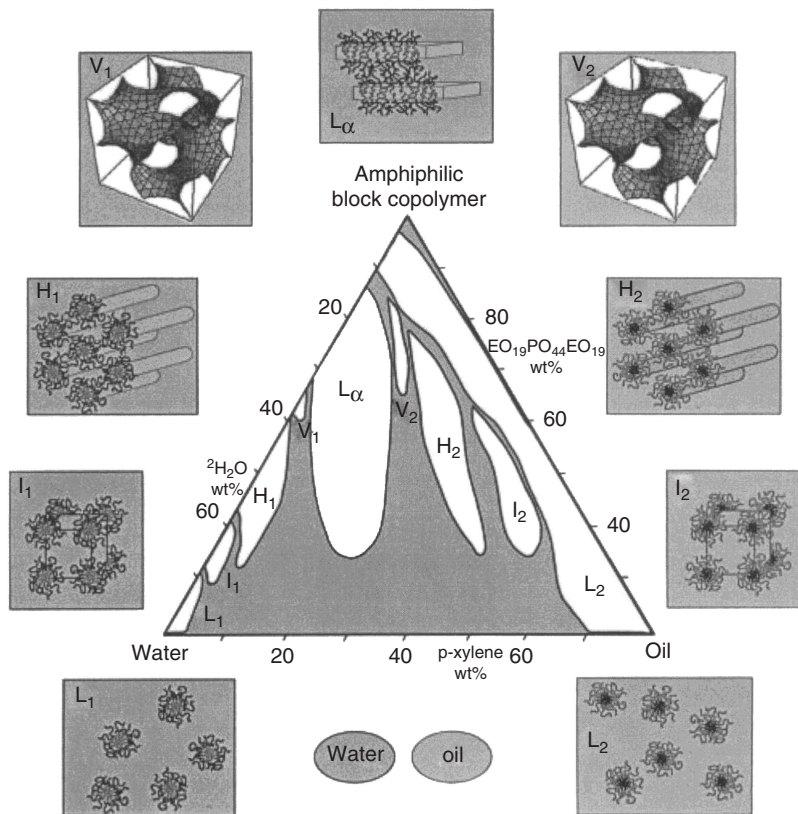 V₁
Lα
V₂
Amphiphilic
block copolymer
H₁
H₂
20
80
EO₁₉PO₄₄EO₁₉
wt%
Lα
40
V₁
V₂
60
²H₂O
wt%
H₁
H₂
I₁
I₂
60
I₂
40
I₁
L₁
L₂
Water
20
40
p-xylene
wt%
60
Oil
L₁
L₂
Water
oil